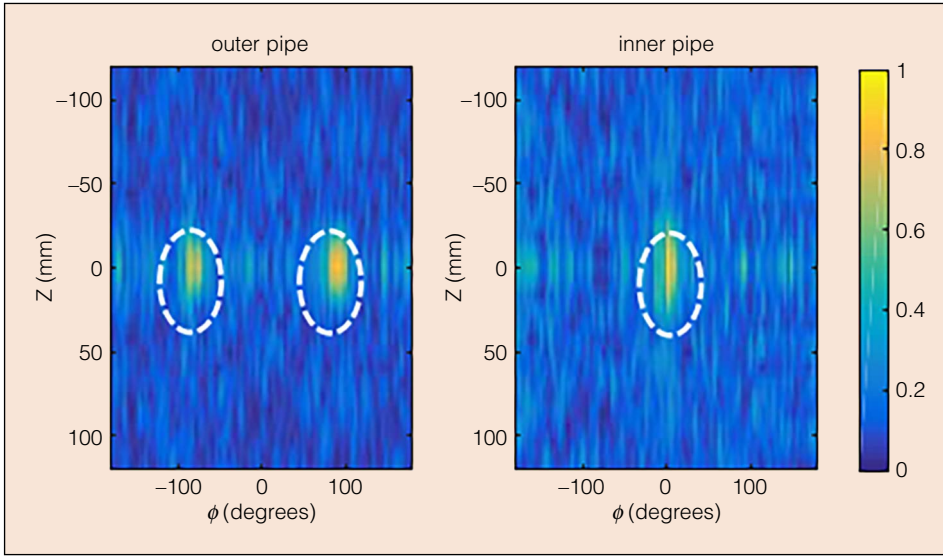 outer pipe
inner pipe
–100
–50
0
50
100
Z (mm)
–100 0 100
ϕ (degrees)
–100
–50
0
50
100
Z (mm)
–100 0 100
ϕ (degrees)
1
0.8
0.6
0.4
0.2
0